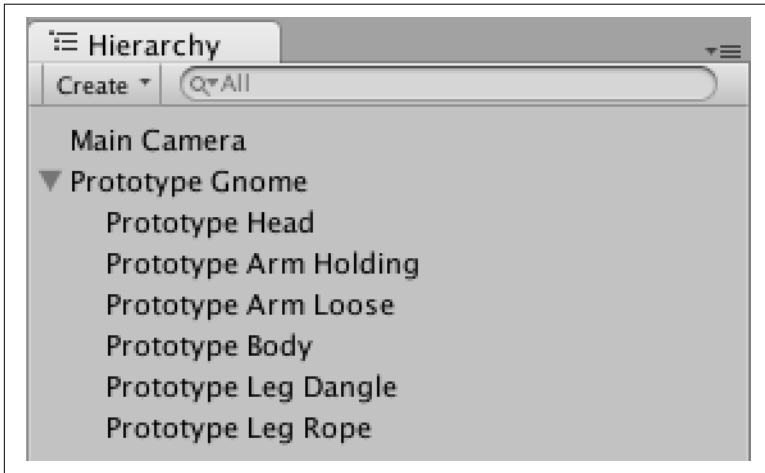 Hierarchy
Create All
Main Camera
Prototype Gnome
Prototype Head
Prototype Arm Holding
Prototype Arm Loose
Prototype Body
Prototype Leg Dangle
Prototype Leg Rope